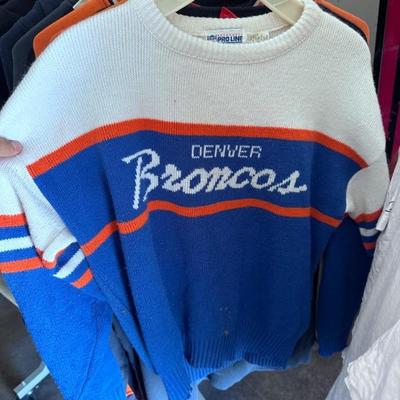 PRO LINE
DENVER
Broncos